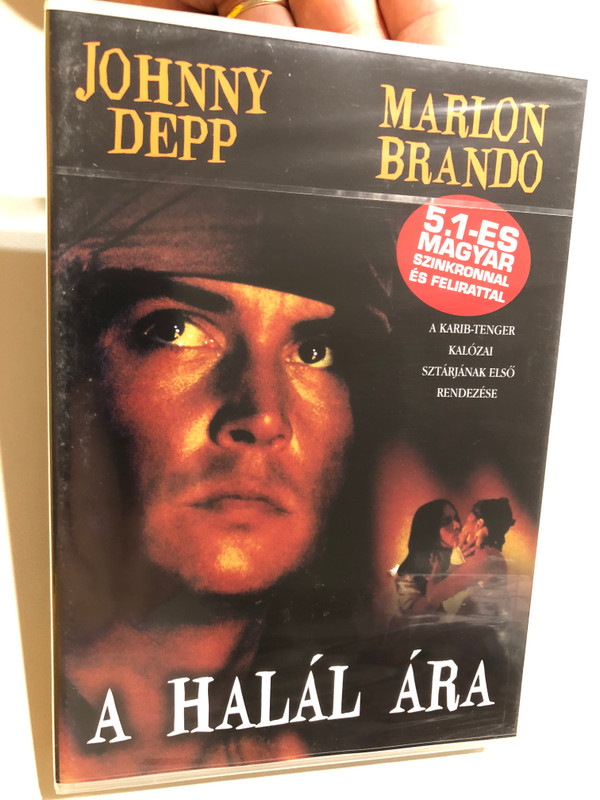 JOHNNY
DEPP
MARLON
BRANDO
5.1-ES
MAGYAR
SZINKRONNAL
ÉS FELIRATTAL
A KARIB-TENGER
KALÓZAI
SZTÁRJÁNAK ELSŐ
RENDEZÉSE
A HALÁL ÁRA